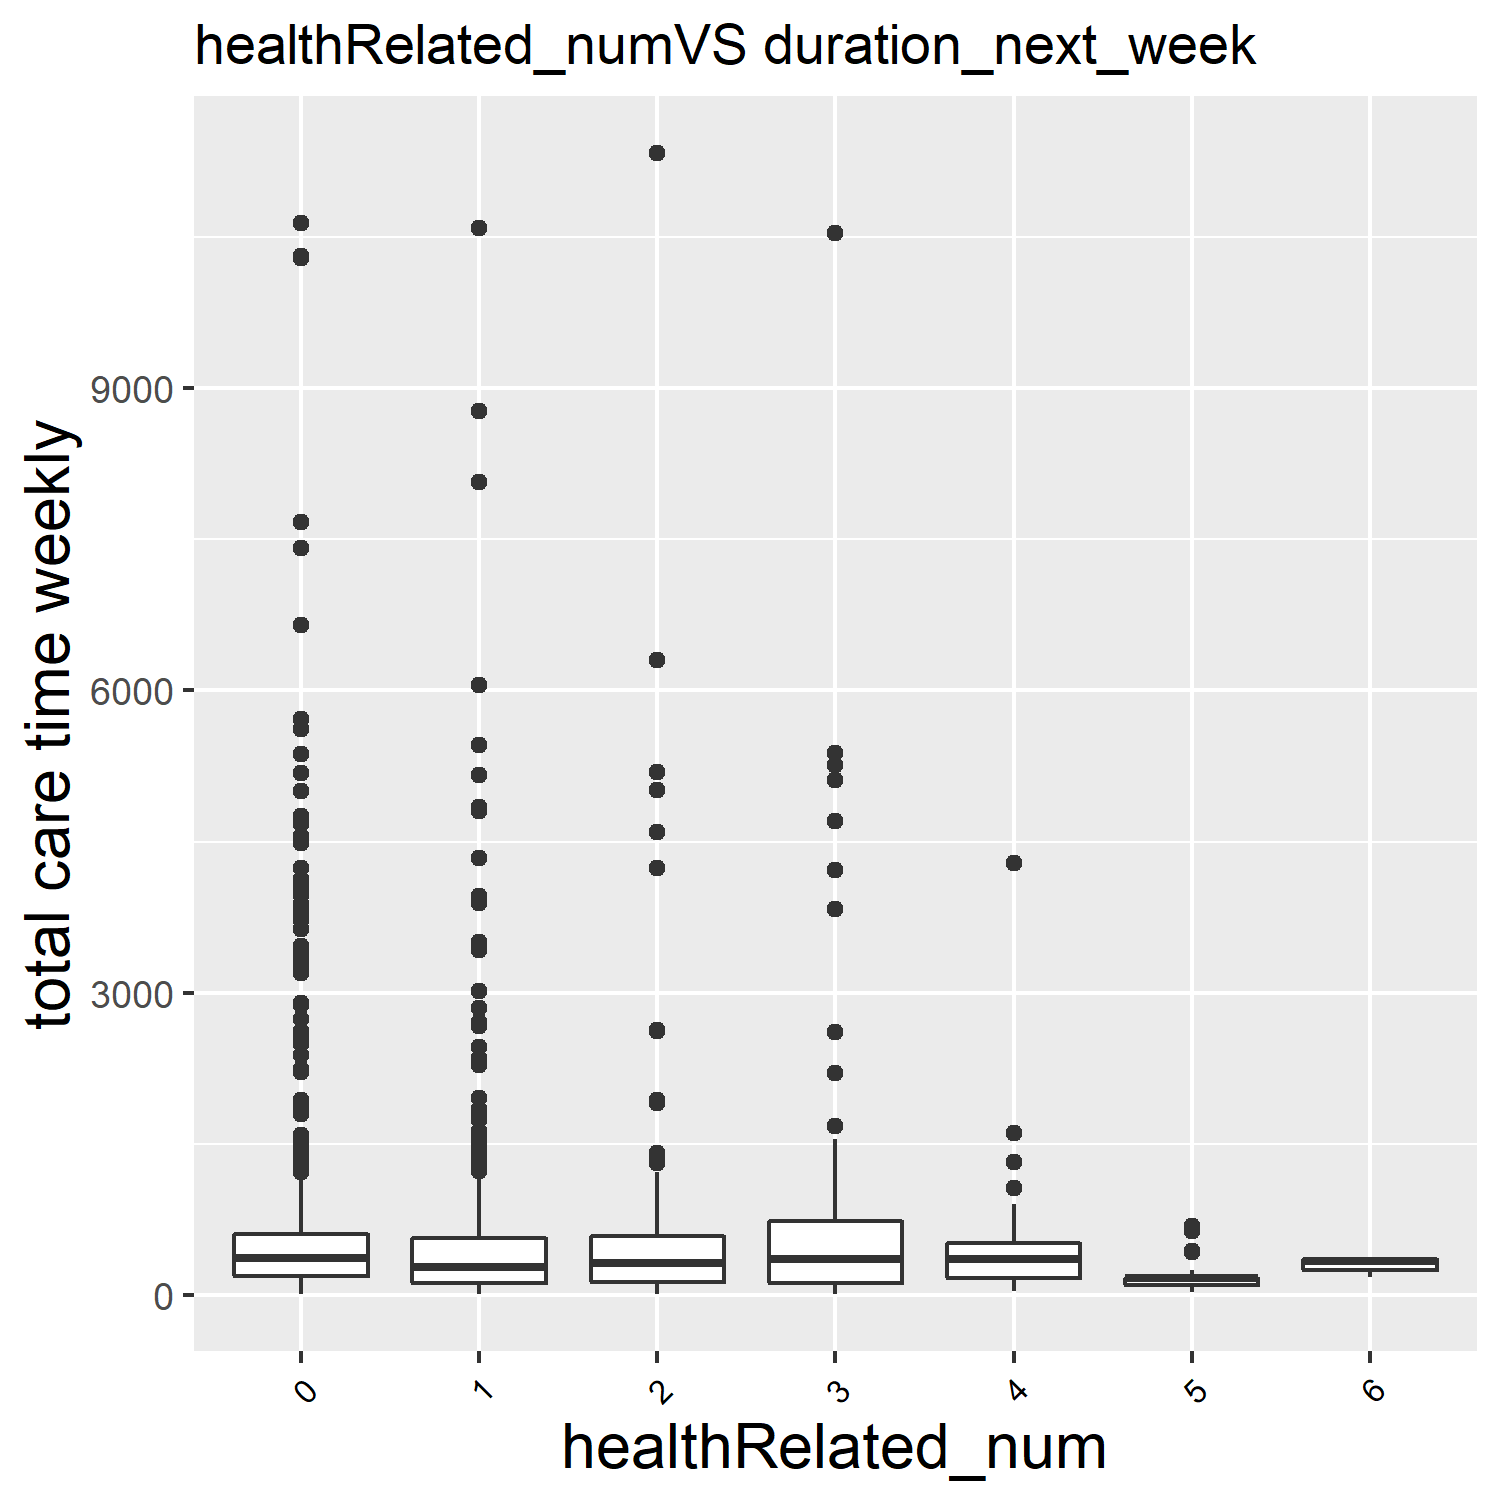 healthRelated_numVS duration_next_week
total care time weekly
9000
6000
3000
0
0 1 2 3 4 5 6
healthRelated_num